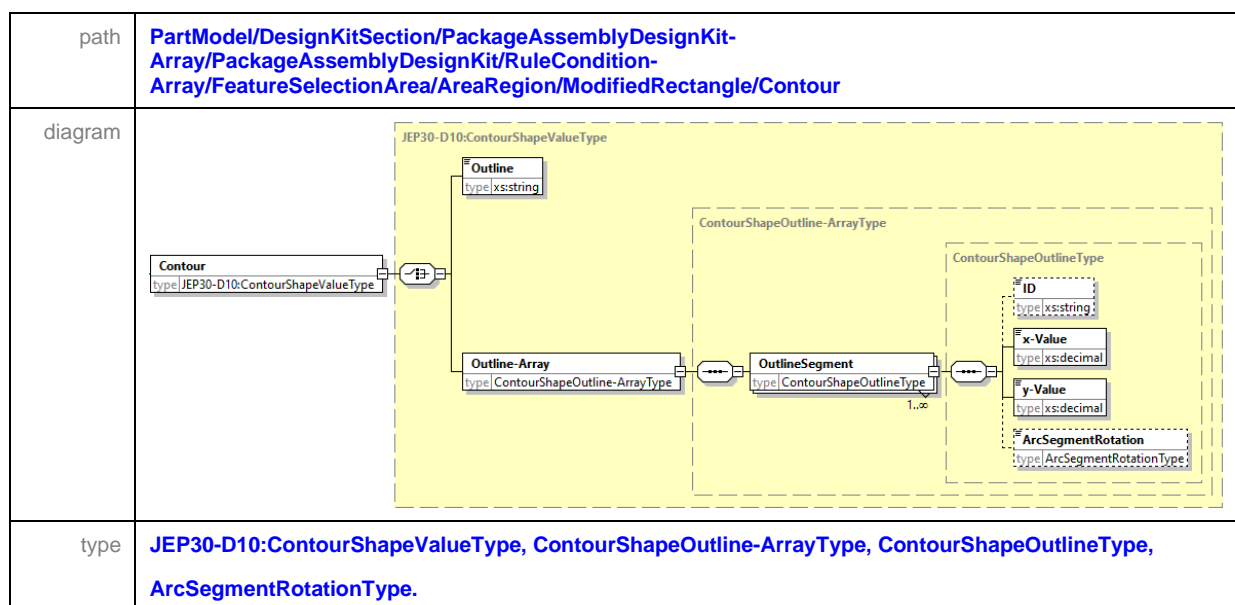 path
PartModel/DesignKitSection/PackageAssemblyDesignKit-
Array/PackageAssemblyDesignKit/RuleCondition-
Array/FeatureSelectionArea/AreaRegion/ModifiedRectangle/Contour
diagram
JEP30-D10:ContourShapeValueType
Outline
type xs:string
ContourShapeOutline-ArrayType
ContourShapeOutlineType
Contour
type JEP30-D10:ContourShapeValueType
ID
type xs:string
x-Value
type xs:decimal
Outline-Array
type ContourShapeOutline-ArrayType
OutlineSegment
type ContourShapeOutlineType
1..∞
y-Value
type xs:decimal
ArcSegmentRotation
type ArcSegmentRotationType
type
JEP30-D10:ContourShapeValueType, ContourShapeOutline-ArrayType, ContourShapeOutlineType,
ArcSegmentRotationType.